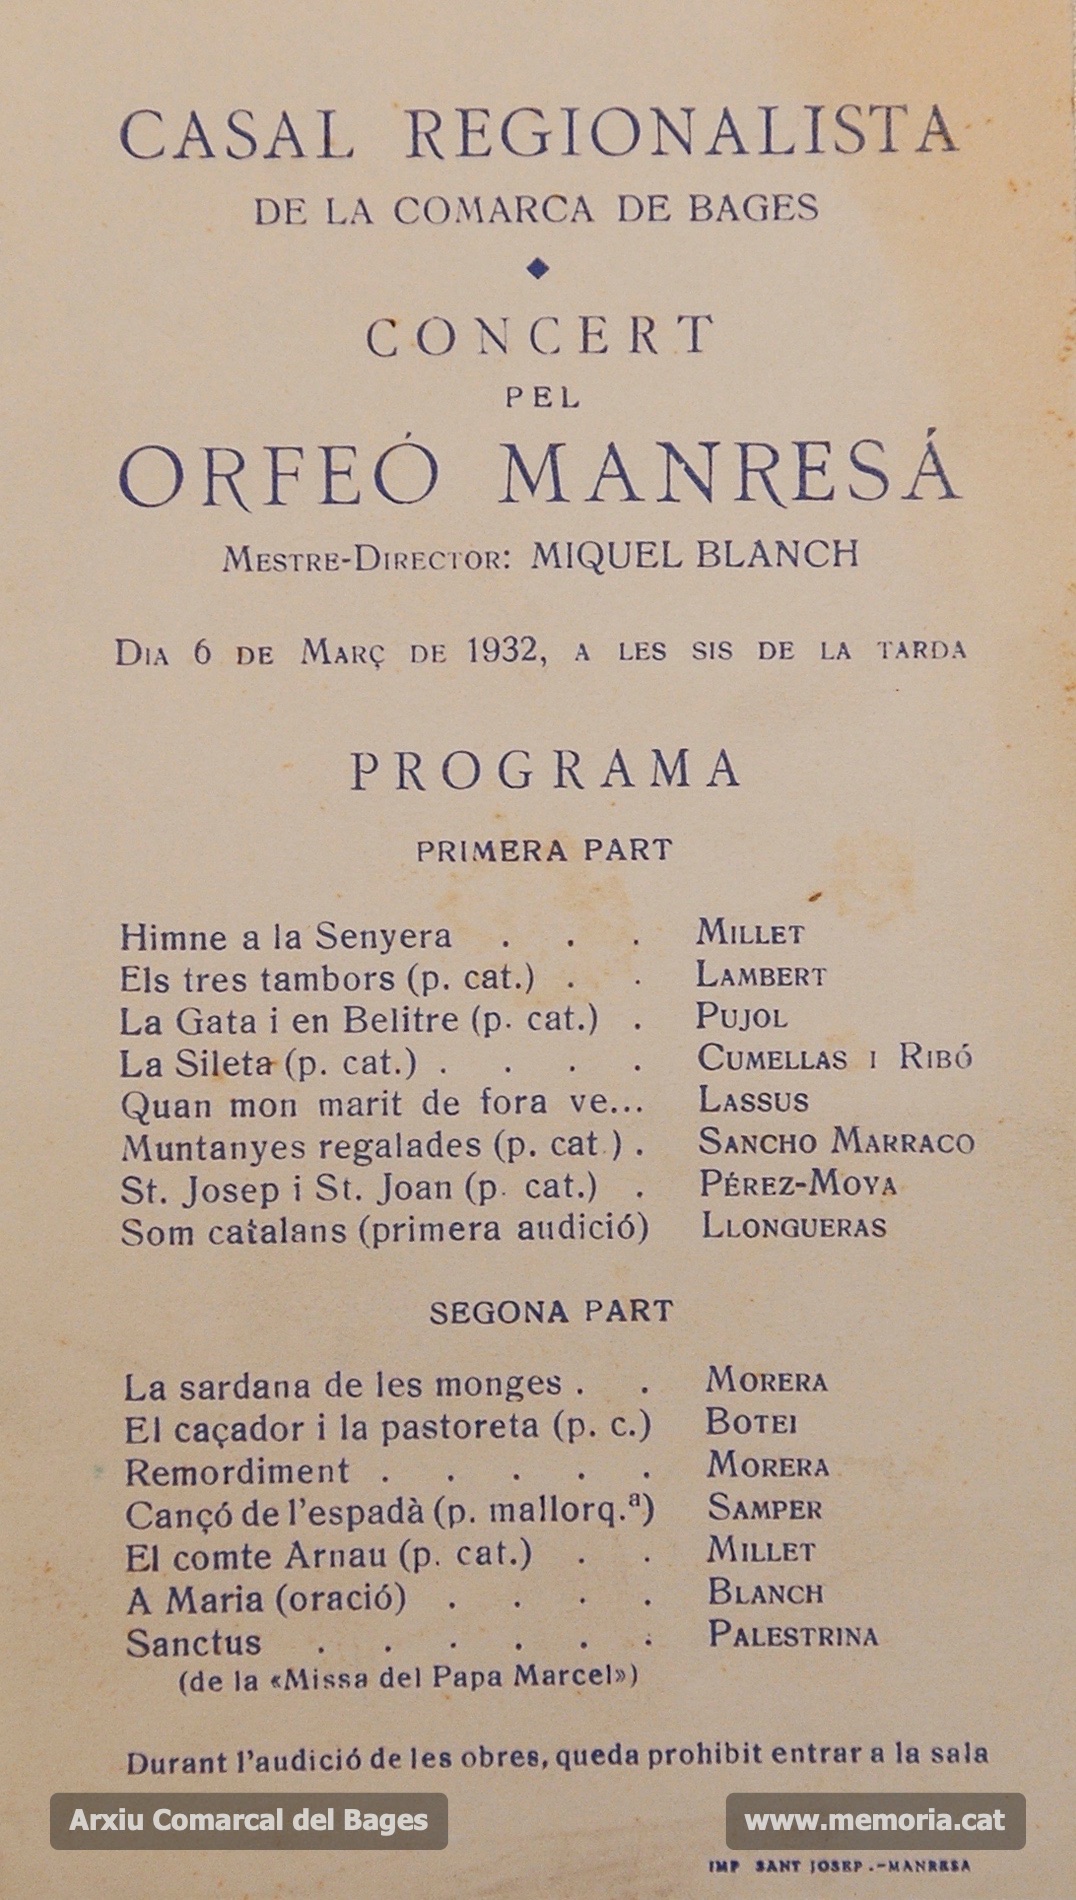 CASAL REGIONALISTA
DE LA COMARCA DE BAGES
CONCERT
PEL
ORFEÓ MANRESÁ
MESTRE-DIRECTOR: MIQUEL BLANCH
DIA 6 DE MARÇ DE 1932, A LES SIS DE LA TARDA
PROGRAMA
PRIMERA PART
Himne a la Senyera . . . MILLET
Els tres tambors (p. cat.) . . LAMBERT
La Gata i en Belitre (p. cat.) . PUJOL
La Sileta (p. cat.) . . . . CUMELLAS I RIBÓ
Quan mon marit de fora ve... LASSUS
Muntanyes regalades (p. cat.) . SANCHO MARRACO
St. Josep i St. Joan (p. cat.) . PÉREZ-MOYA
Som catalans (primera audició) LLONGUERAS
SEGONA PART
La sardana de les monges . . MORERA
El caçador i la pastoreta (p. c.) BOTEI
Remordiment . . . . . MORERA
Cançó de l'espadà (p. mallorq.ª) SAMPER
El comte Arnau (p. cat.) . . MILLET
A Maria (oració) . . . . BLANCH
Sanctus . . . . . . PALESTRINA
(de la «Missa del Papa Marcel»)
Durant l'audició de les obres, queda prohibit entrar a la sala
Arxiu Comarcal del Bages
www.memoria.cat
IMP SANT JOSEP.-MANRESA